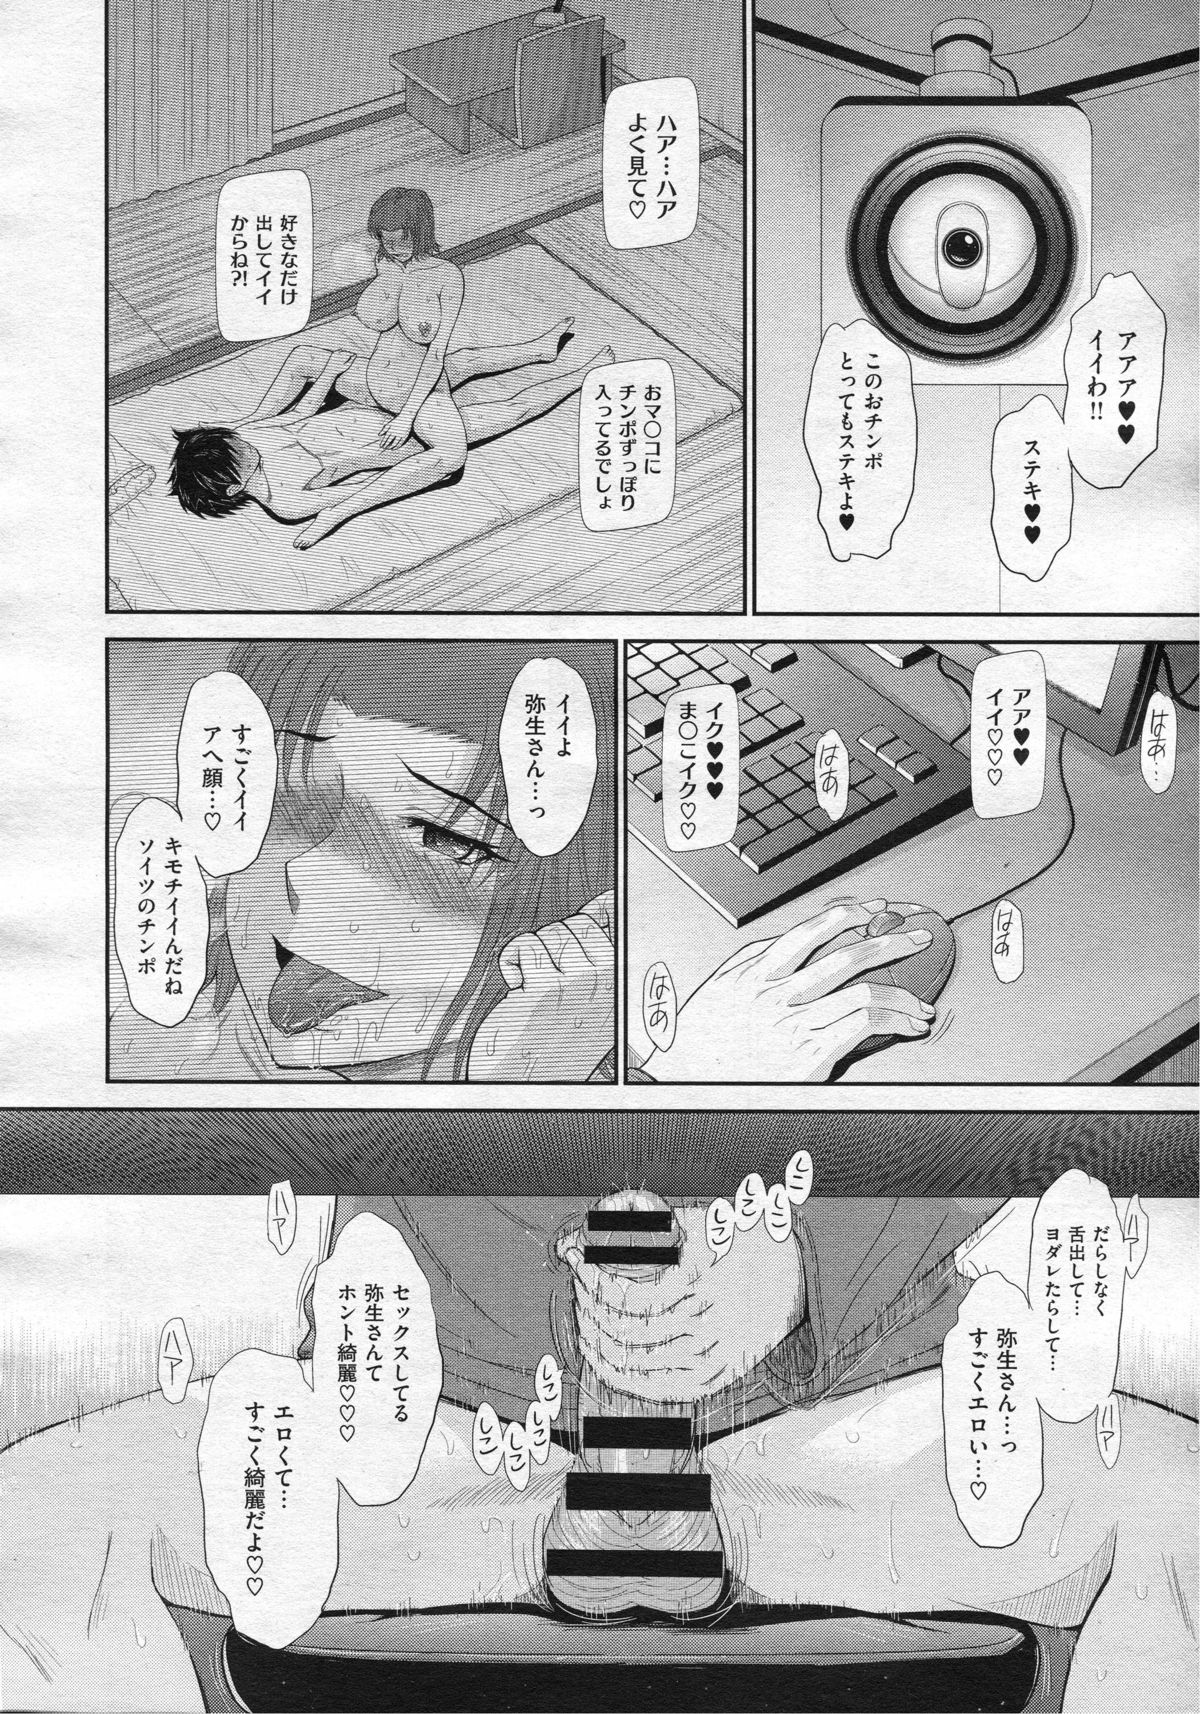 アアア♥♥
イイわ!!
ステキ♥♥
このおチンポ
とってもステキよ♥
ハア…ハア
よく見て♡
おマ○コに
チンポずっぽり
入ってるでしょ
好きなだけ
出してイイ
からね?!
はあ…
アア♥♥
イイ♡♡♡
はあ
はあ
イク♥♥♥
ま○こイク♡♡
はあ
イイよ
弥生さん…っ
すごくイイ
アヘ顔…♡
キモチイイんだね
ソイツのチンポ
ハア
だらしなく
舌出して…
ヨダレたらして…
弥生さん…っ
すごくエロい…♡
ハア
しこ
しこ
しこ
しこ
しこ
しこ
しこ
しこ
ハア
セックスしてる
弥生さんて
ホント綺麗♡♡♡
エロくて…
すごく綺麗だよ♡♡
ハア